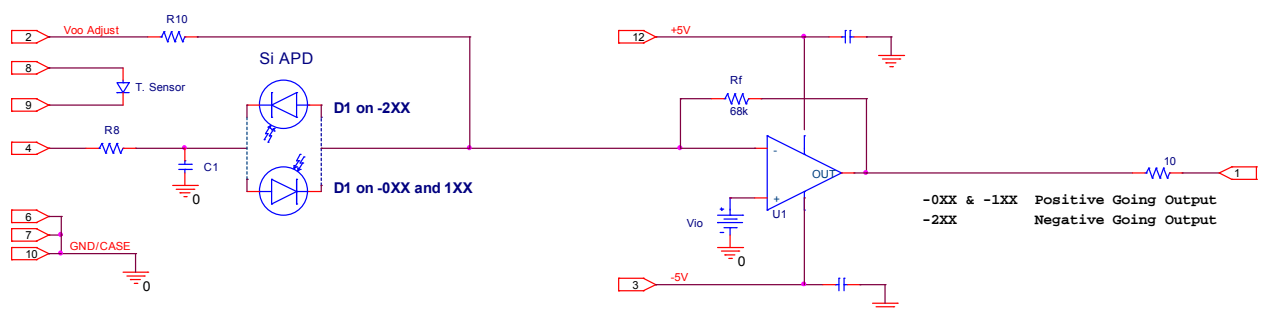 2 Voo Adjust R10
8
T. Sensor
9
Si APD
D1 on -2XX
R8
4
C1
0
D1 on -0XX and 1XX
6
7
10 GND/CASE
0
12 +5V
Rf
68k
-
OUT
+
U1
Vio
+
-
0
3 -5V
10
1
-0XX & -1XX Positive Going Output
-2XX Negative Going Output